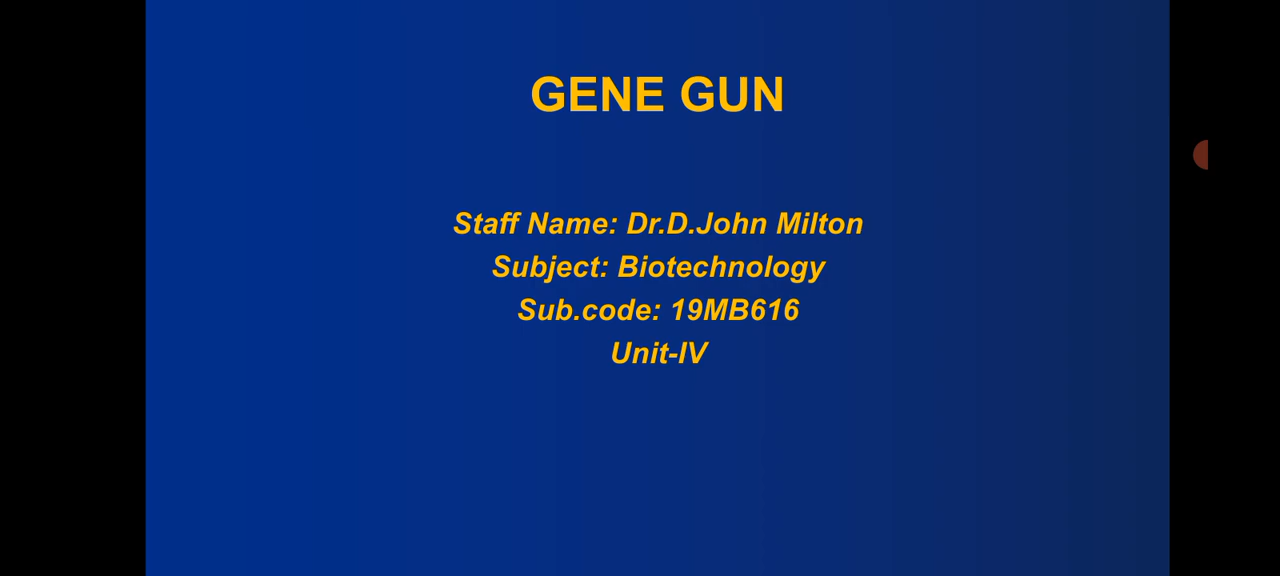 GENE GUN
Staff Name: Dr.D.John Milton
Subject: Biotechnology
Sub.code: 19MB616
Unit-IV